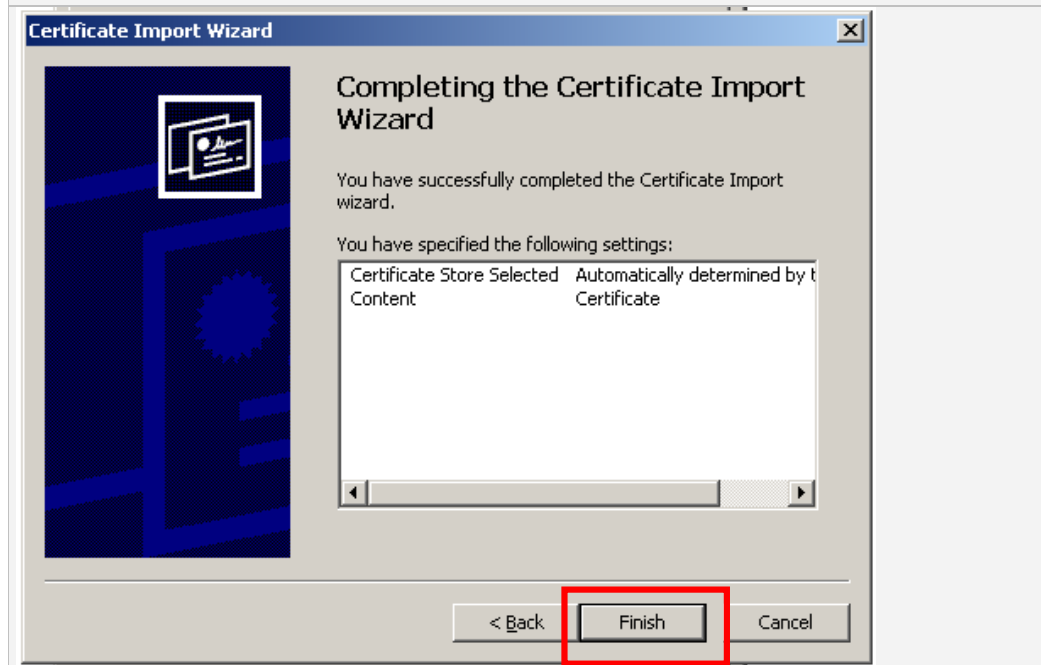 Certificate Import Wizard
Completing the Certificate Import
Wizard
You have successfully completed the Certificate Import
wizard.
You have specified the following settings:
Certificate Store Selected Automatically determined by t
Content Certificate
< Back Finish Cancel